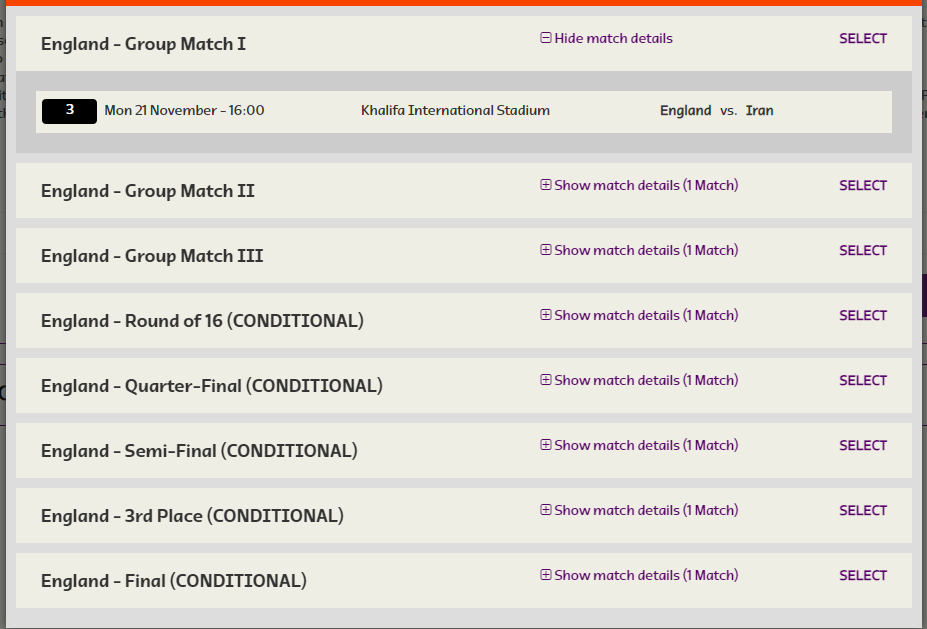 England - Group Match I
Hide match details
SELECT
3
Mon 21 November - 16:00
Khalifa International Stadium
England vs. Iran
England - Group Match II
Show match details (1 Match)
SELECT
England - Group Match III
Show match details (1 Match)
SELECT
England - Round of 16 (CONDITIONAL)
Show match details (1 Match)
SELECT
England - Quarter-Final (CONDITIONAL)
Show match details (1 Match)
SELECT
England - Semi-Final (CONDITIONAL)
Show match details (1 Match)
SELECT
England - 3rd Place (CONDITIONAL)
Show match details (1 Match)
SELECT
England - Final (CONDITIONAL)
Show match details (1 Match)
SELECT